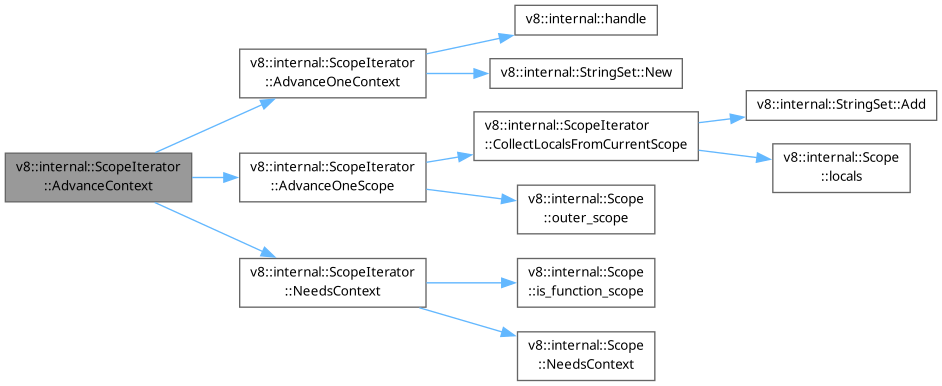 v8::internal::ScopeIterator
::AdvanceContext
v8::internal::ScopeIterator
::AdvanceOneContext
v8::internal::handle
v8::internal::StringSet::New
v8::internal::ScopeIterator
::AdvanceOneScope
v8::internal::ScopeIterator
::CollectLocalsFromCurrentScope
v8::internal::StringSet::Add
v8::internal::Scope
::locals
v8::internal::Scope
::outer_scope
v8::internal::ScopeIterator
::NeedsContext
v8::internal::Scope
::is_function_scope
v8::internal::Scope
::NeedsContext